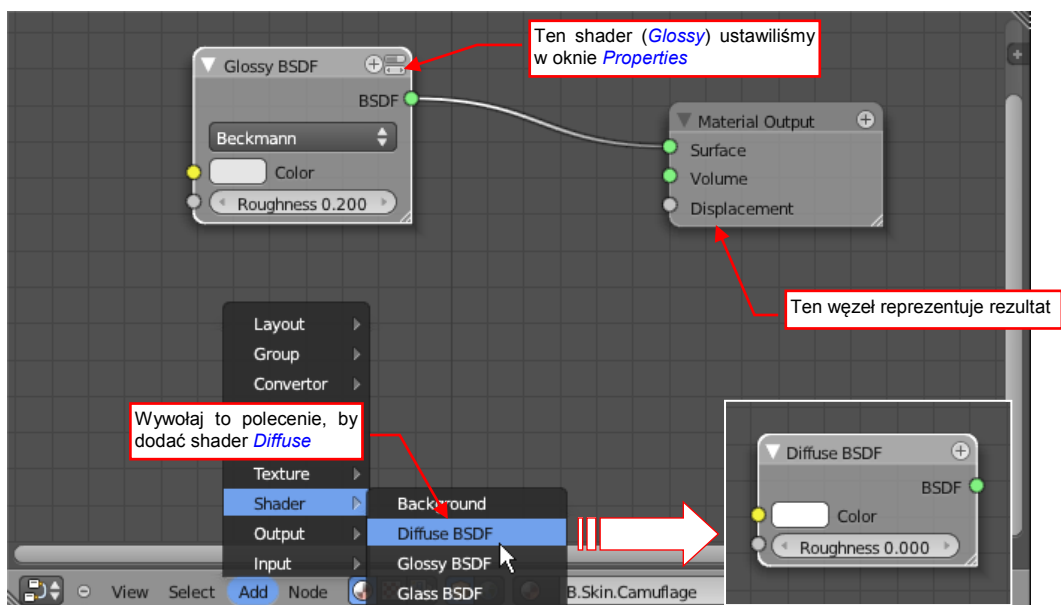 Ten shader (Glossy) ustawiliśmy
w oknie Properties
Glossy BSDF
BSDF
Beckmann
Color
Roughness 0.200
Material Output
Surface
Volume
Displacement
Ten węzeł reprezentuje rezultat
Layout
Group
Convertor
Wywołaj to polecenie, by
dodać shader Diffuse
Texture
Shader
Output
Input
Background
Diffuse BSDF
Glossy BSDF
Glass BSDF
Diffuse BSDF
BSDF
Color
Roughness 0.000
View Select Add Node
B.Skin.Camuflage